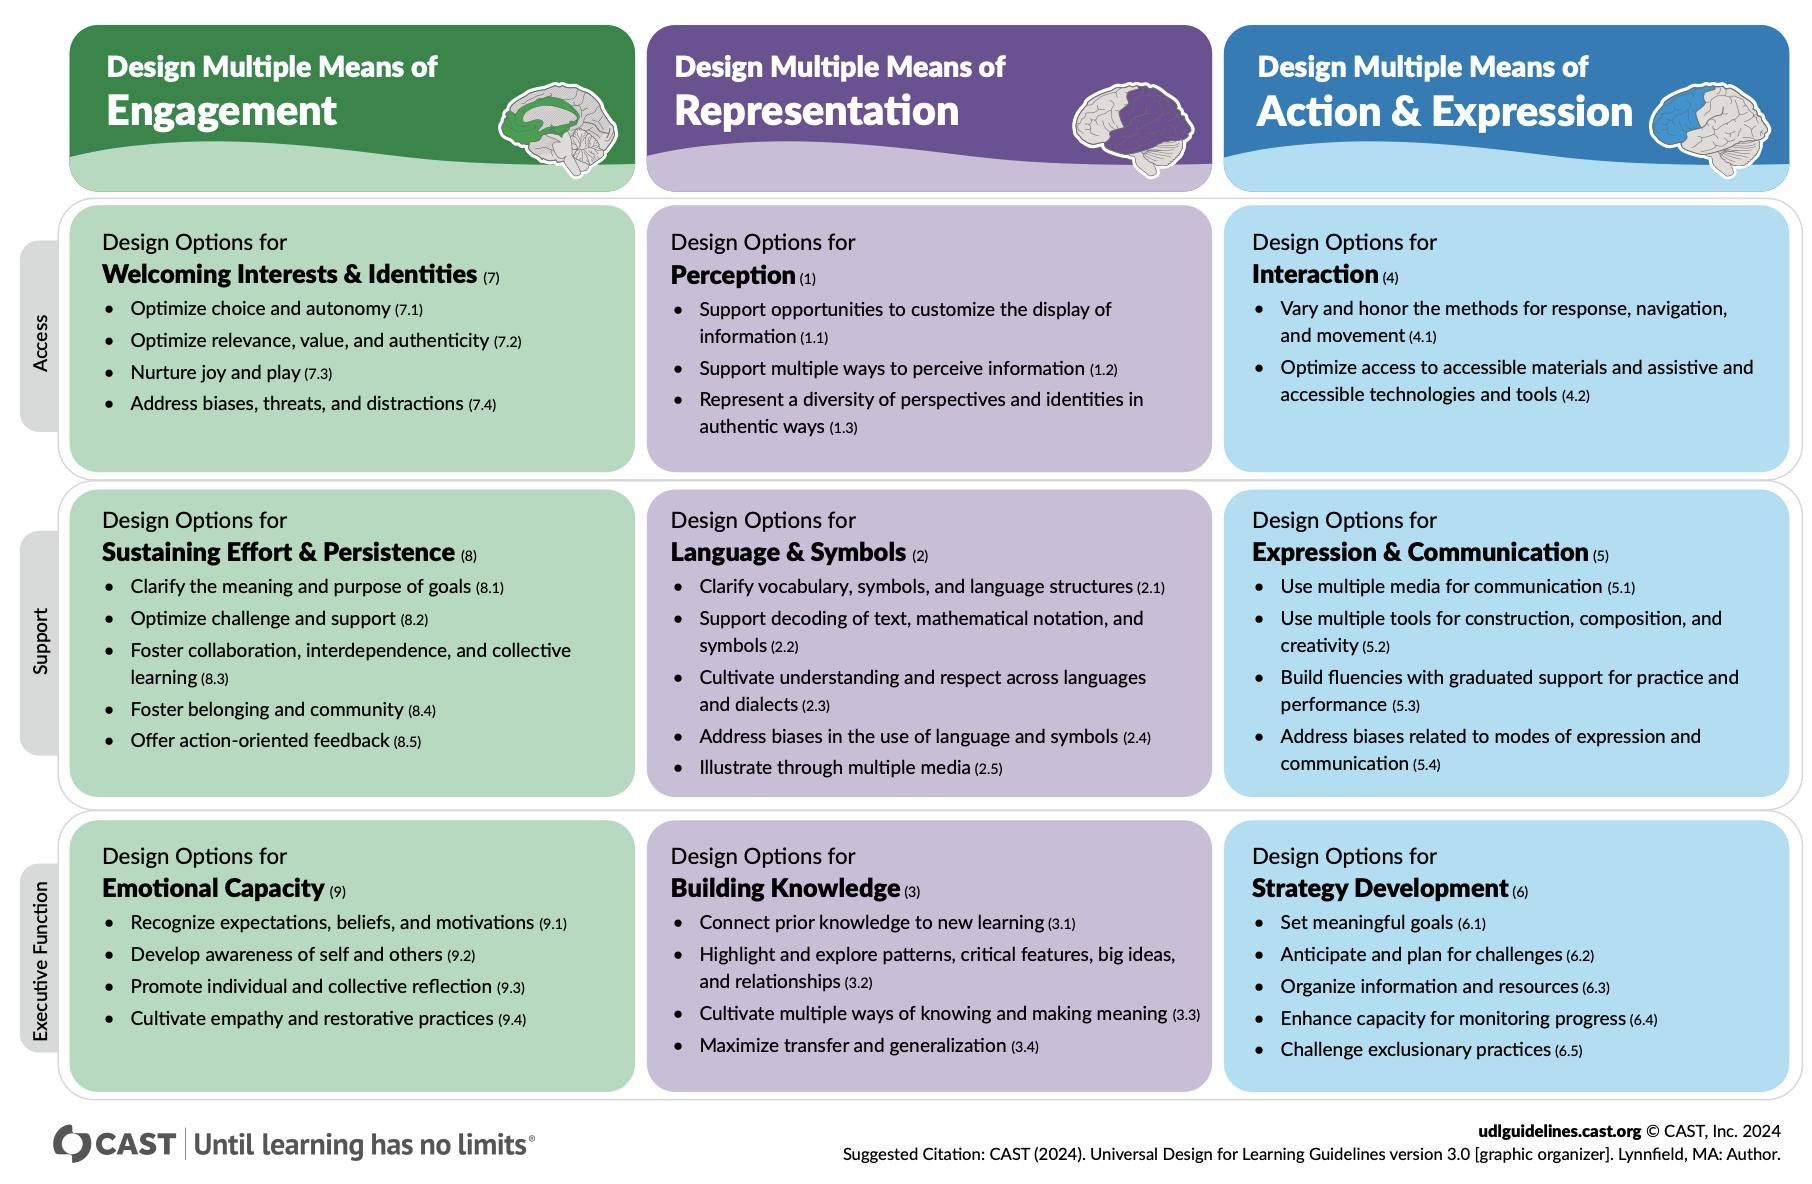 Design Multiple Means of
Engagement
Design Multiple Means of
Representation
Design Multiple Means of
Action & Expression
Access
Design Options for
Welcoming Interests & Identities (7)
• Optimize choice and autonomy (7.1)
• Optimize relevance, value, and authenticity (7.2)
• Nurture joy and play (7.3)
• Address biases, threats, and distractions (7.4)
Design Options for
Perception (1)
• Support opportunities to customize the display of
information (1.1)
• Support multiple ways to perceive information (1.2)
• Represent a diversity of perspectives and identities in
authentic ways (1.3)
Design Options for
Interaction (4)
• Vary and honor the methods for response, navigation,
and movement (4.1)
• Optimize access to accessible materials and assistive and
accessible technologies and tools (4.2)
Support
Design Options for
Sustaining Effort & Persistence (8)
• Clarify the meaning and purpose of goals (8.1)
• Optimize challenge and support (8.2)
• Foster collaboration, interdependence, and collective
learning (8.3)
• Foster belonging and community (8.4)
• Offer action-oriented feedback (8.5)
Design Options for
Language & Symbols (2)
• Clarify vocabulary, symbols, and language structures (2.1)
• Support decoding of text, mathematical notation, and
symbols (2.2)
• Cultivate understanding and respect across languages
and dialects (2.3)
• Address biases in the use of language and symbols (2.4)
• Illustrate through multiple media (2.5)
Design Options for
Expression & Communication (5)
• Use multiple media for communication (5.1)
• Use multiple tools for construction, composition, and
creativity (5.2)
• Build fluencies with graduated support for practice and
performance (5.3)
• Address biases related to modes of expression and
communication (5.4)
Executive Function
Design Options for
Emotional Capacity (9)
• Recognize expectations, beliefs, and motivations (9.1)
• Develop awareness of self and others (9.2)
• Promote individual and collective reflection (9.3)
• Cultivate empathy and restorative practices (9.4)
Design Options for
Building Knowledge (3)
• Connect prior knowledge to new learning (3.1)
• Highlight and explore patterns, critical features, big ideas,
and relationships (3.2)
• Cultivate multiple ways of knowing and making meaning (3.3)
• Maximize transfer and generalization (3.4)
Design Options for
Strategy Development (6)
• Set meaningful goals (6.1)
• Anticipate and plan for challenges (6.2)
• Organize information and resources (6.3)
• Enhance capacity for monitoring progress (6.4)
• Challenge exclusionary practices (6.5)
CAST | Until learning has no limits®
udlguidelines.cast.org © CAST, Inc. 2024
Suggested Citation: CAST (2024). Universal Design for Learning Guidelines version 3.0 [graphic organizer]. Lynnfield, MA: Author.